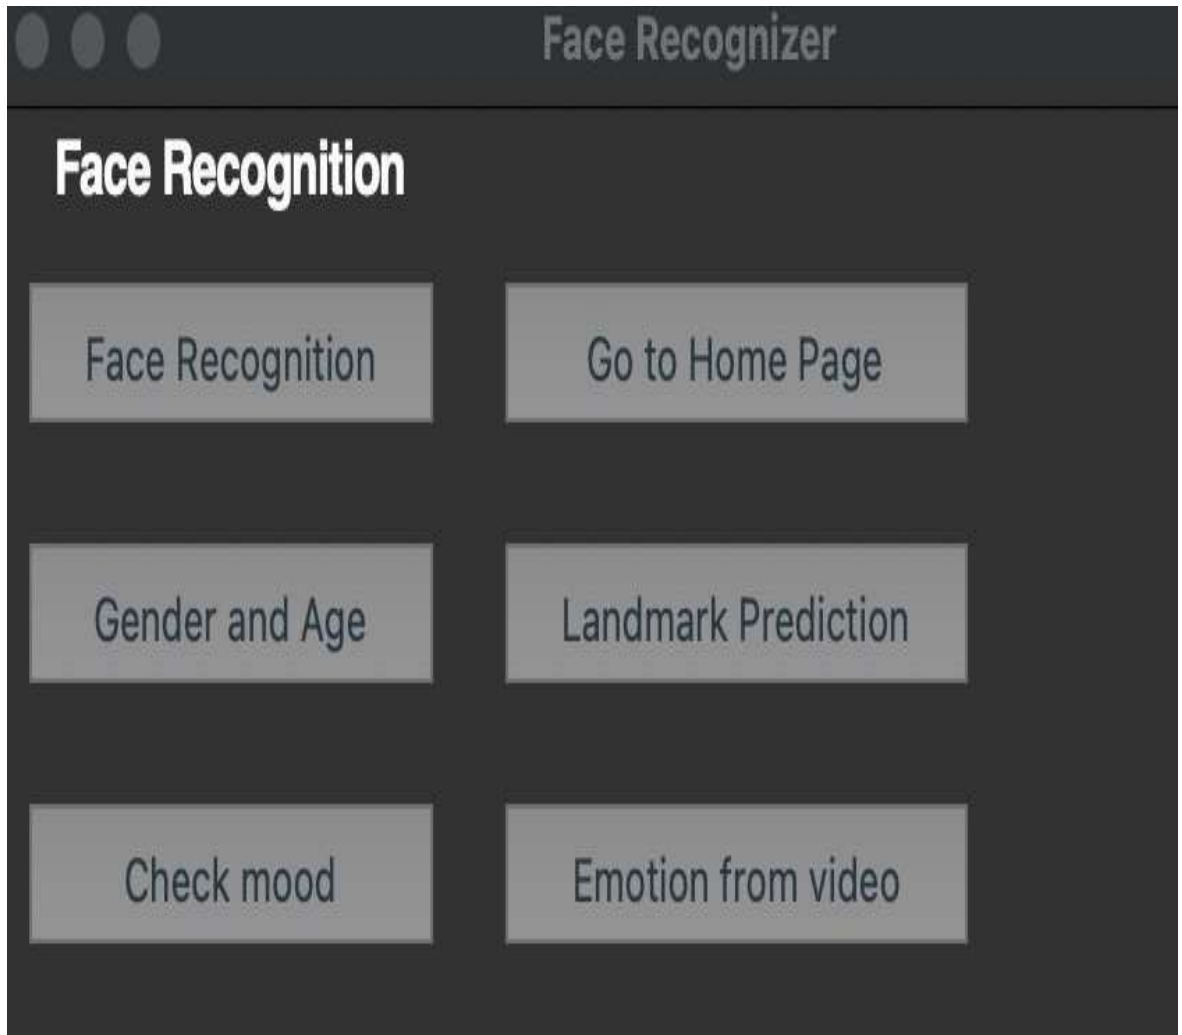 Face Recognizer
Face Recognition
Face Recognition
Go to Home Page
Gender and Age
Landmark Prediction
Check mood
Emotion from video